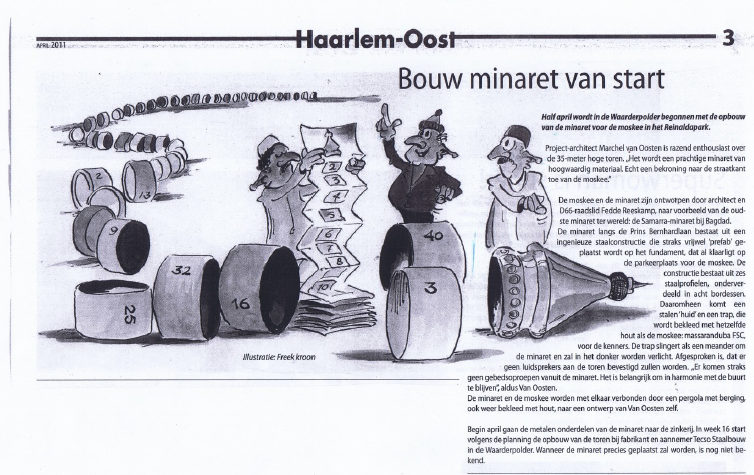 APRIL 2011
Haarlem-Oost
3
Bouw minaret van start
Half april wordt in de Waarderpolder begonnen met de opbouw
van de minaret voor de moskee in het Reinaldapark.
Project-architect Marchel van Oosten is razend enthousiast over
de 35-meter hoge toren. „Het wordt een prachtige minaret van
hoogwaardig materiaal. Echt een bekroning naar de straatkant
toe van de moskee."
De moskee en de minaret zijn ontwotpen door architect en
D66-raadslid Fedde Reeskamp, naar voorbeeld van de oud-
ste minaret ter wereld: de Samarra-minaret bij Bagdad.
De minaret langs de Prins Bernhardlaan bestaat uit een
ingenieuze staalconstructie die straks vrijwel 'prefab' ge-
plaatst wordt op het fundament, dat al klaarligt op
de parkeerplaats voor de moskee. De
constructie bestaat uit zes
staalprofielen, onderver-
deeld in acht bordessen.
Daaromheen komt een
stalen 'huid' en een trap, die
wordt bekleed met hetzelfde
hout als de moskee: massaranduba FSC,
voor de kenners. De trap slingert als een meander om
de minaret en zal in het donker worden verlicht. Afgesproken is, dat er
geen luidsprekers aan de toren bevestigd zullen worden. „Er komen straks
geen gebedsoproepen vanuit de minaret. Het is belangrijk om in harmonie met de buurt
te blijven", aldus Van Oosten.
De minaret en de moskee worden met elkaar verbonden door een pergola met berging,
ook weer bekleed met hout, naar een ontwerp van Van Oosten zelf.
Begin april gaan de metalen onderdelen van de minaret naar de zinkerij. In week 16 start
volgens de planning de opbouw van de toren bij fabrikant en aannemer Tecso Staalbouw
in de Waarderpolder. Wanneer de minaret precies geplaatst zal worden, is nog niet be-
kend.
2
13
9
25
32
16
1
2
3
4
5
6
7
8
10
40
3
Illustratie: Freek kroon